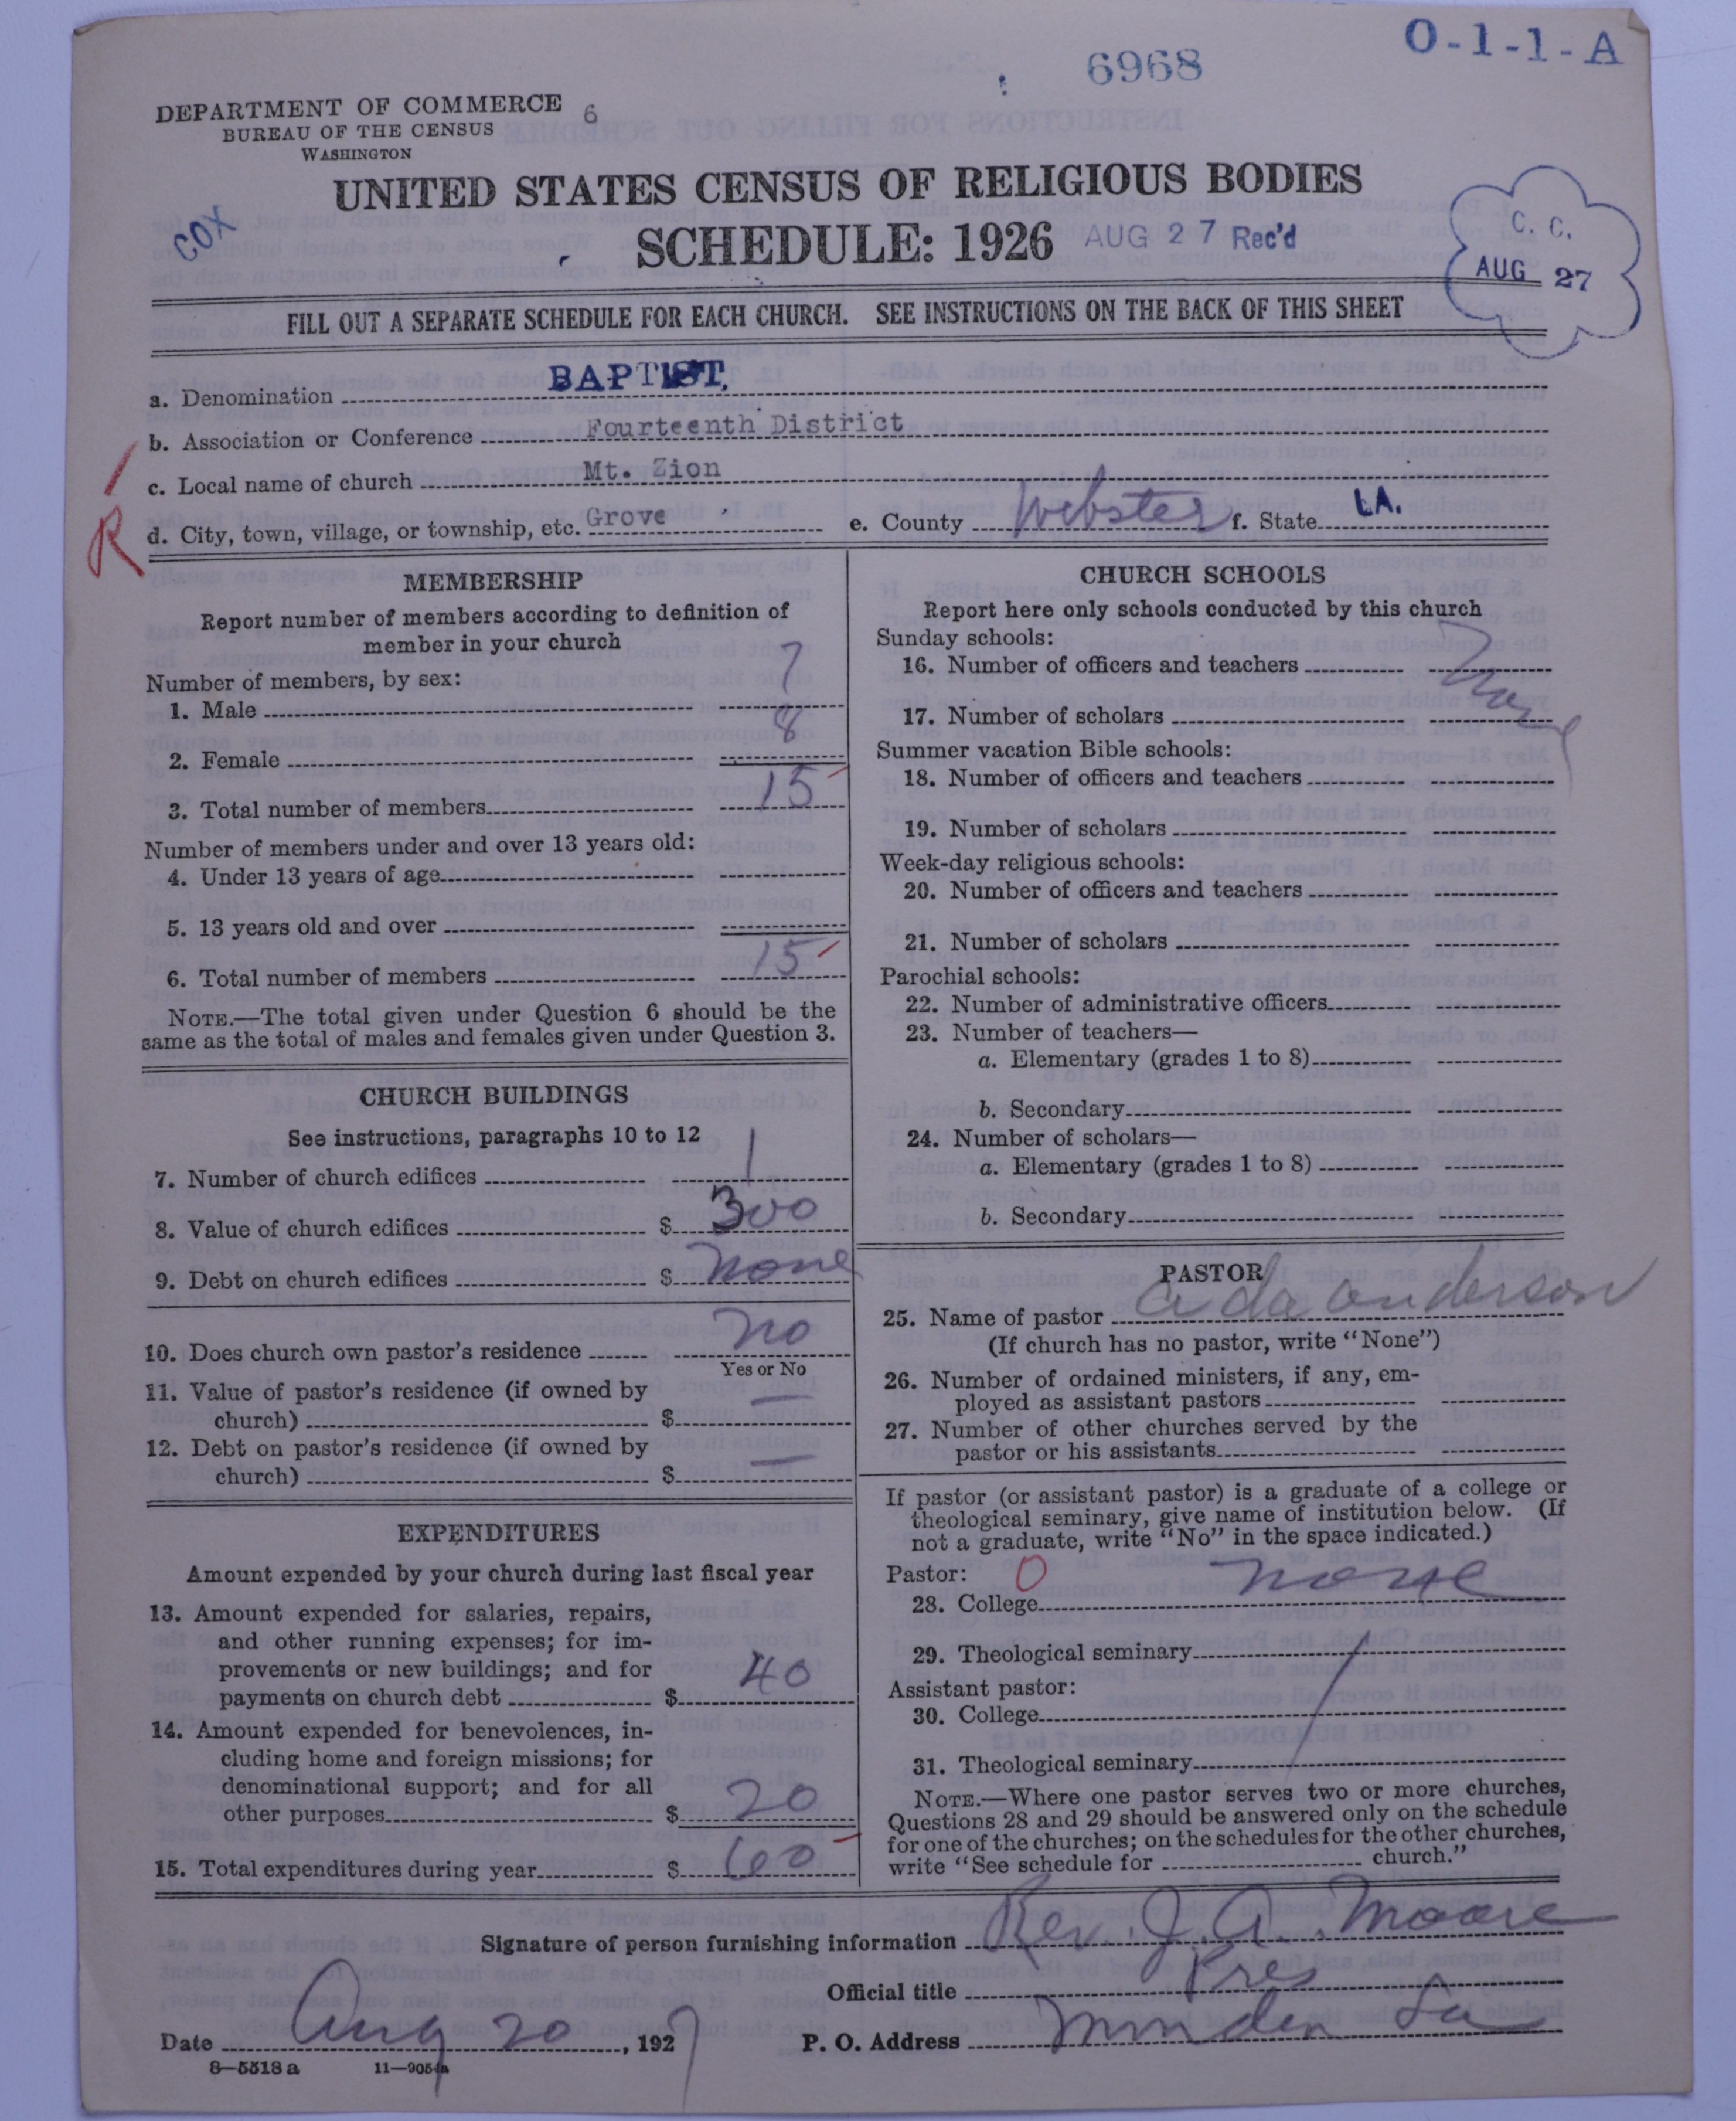 O-1-1-A
6968
DEPARTMENT OF COMMERCE
6
BUREAU OF THE CENSUS
WASHINGTON
UNITED STATES CENSUS OF RELIGIOUS BODIES
COX
SCHEDULE: 1926
AUG 27 Rec'd
C. C.
AUG 27
FILL OUT A SEPARATE SCHEDULE FOR EACH CHURCH. SEE INSTRUCTIONS ON THE BACK OF THIS SHEET
a. Denomination BAPTIST.
b. Association or Conference Fourteenth District
c. Local name of church Mt. Zion
R
d. City, town, village, or township, etc. Grove e. County Webster f. State LA.
MEMBERSHIP
Report number of members according to definition of
member in your church
Number of members, by sex:
1. Male 7
2. Female 8
3. Total number of members 15
Number of members under and over 13 years old:
4. Under 13 years of age
5. 13 years old and over
6. Total number of members 15
NOTE.—The total given under Question 6 should be the
same as the total of males and females given under Question 3.
CHURCH BUILDINGS
See instructions, paragraphs 10 to 12
7. Number of church edifices 1
8. Value of church edifices $ 300
9. Debt on church edifices $ none
10. Does church own pastor's residence no
Yes or No
11. Value of pastor's residence (if owned by
church) $ —
12. Debt on pastor's residence (if owned by
church) $ —
EXPENDITURES
Amount expended by your church during last fiscal year
13. Amount expended for salaries, repairs,
and other running expenses; for im-
provements or new buildings; and for
payments on church debt $ 40
14. Amount expended for benevolences, in-
cluding home and foreign missions; for
denominational support; and for all
other purposes $ 20
15. Total expenditures during year $ 60
CHURCH SCHOOLS
Report here only schools conducted by this church
Sunday schools:
16. Number of officers and teachers
17. Number of scholars
Summer vacation Bible schools:
18. Number of officers and teachers
19. Number of scholars
Week-day religious schools:
20. Number of officers and teachers
21. Number of scholars
Parochial schools:
22. Number of administrative officers
23. Number of teachers—
a. Elementary (grades 1 to 8)
b. Secondary
24. Number of scholars—
a. Elementary (grades 1 to 8)
b. Secondary
PASTOR
25. Name of pastor anderson
(If church has no pastor, write "None")
26. Number of ordained ministers, if any, em-
ployed as assistant pastors
27. Number of other churches served by the
pastor or his assistants
If pastor (or assistant pastor) is a graduate of a college or
theological seminary, give name of institution below. (If
not a graduate, write "No" in the space indicated.)
Pastor: 0
28. College none
29. Theological seminary
Assistant pastor:
30. College
31. Theological seminary
NOTE.—Where one pastor serves two or more churches,
Questions 28 and 29 should be answered only on the schedule
for one of the churches; on the schedules for the other churches,
write "See schedule for church."
Signature of person furnishing information Rev. J. A. Moore
Official title Pres
Date Aug 20, 1927 P. O. Address Minden La
8—5518 a 11—9054a